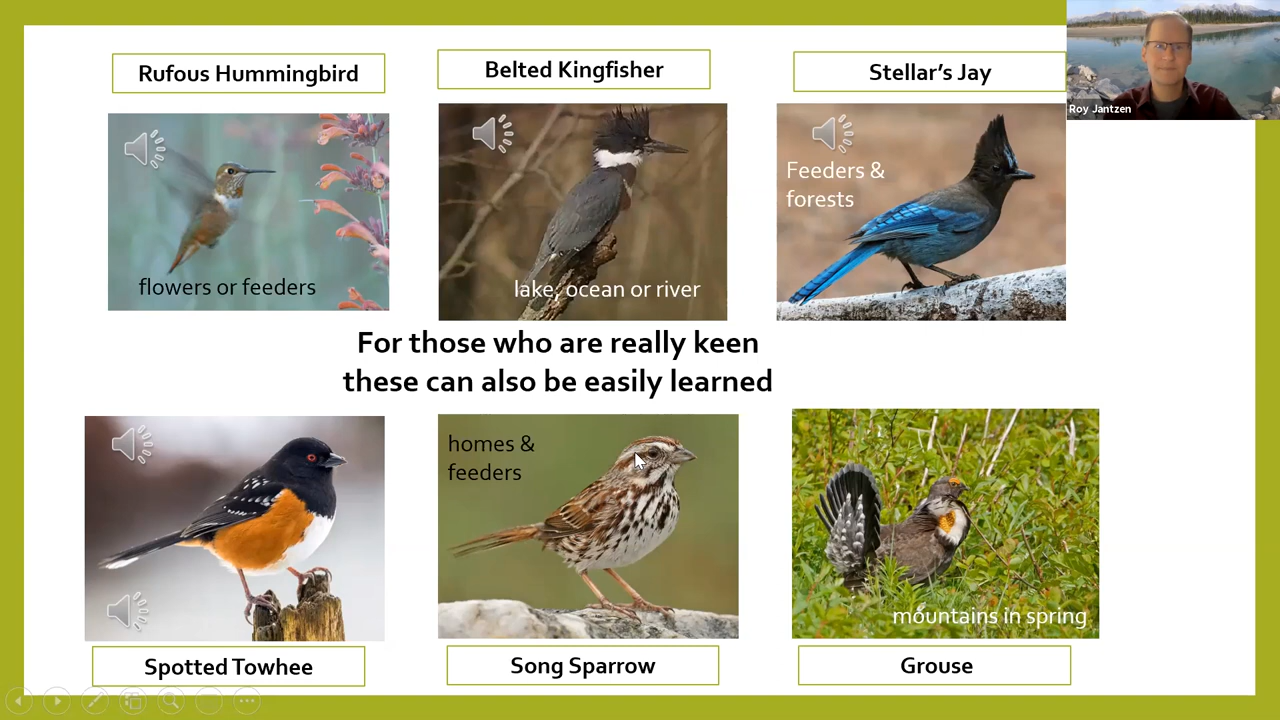 Rufous Hummingbird
Belted Kingfisher
Stellar’s Jay
Roy Jantzen
flowers or feeders
lake, ocean or river
Feeders &
forests
For those who are really keen
these can also be easily learned
homes &
feeders
mountains in spring
Spotted Towhee
Song Sparrow
Grouse